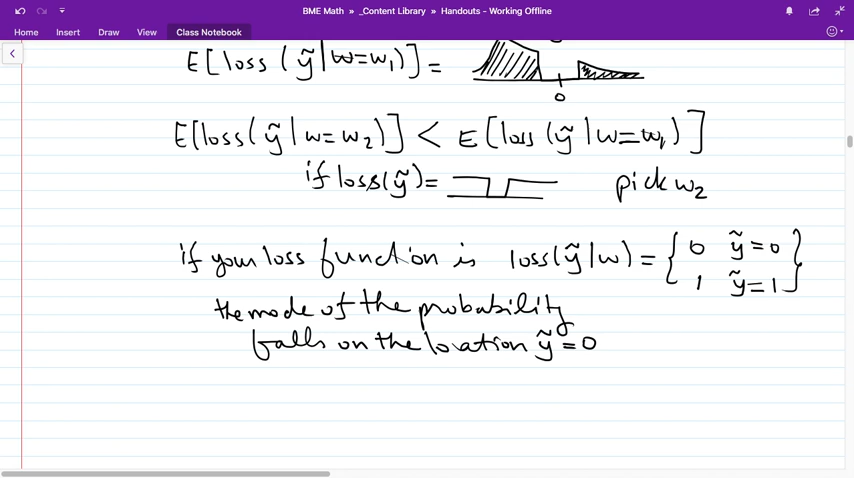 BME Math » _Content Library » Handouts - Working Offline
Home Insert Draw View Class Notebook
E[loss(ỹ|w=w₁)] =
0
E[loss(ỹ|w=w₂)] < E[loss(ỹ|w=w₁)]
if loss(ỹ) = pick w₂
if your loss function is loss(ỹ|w) = { 0 ỹ=0
1 ỹ=1 }
the mode of the probability
falls on the location ỹ=0